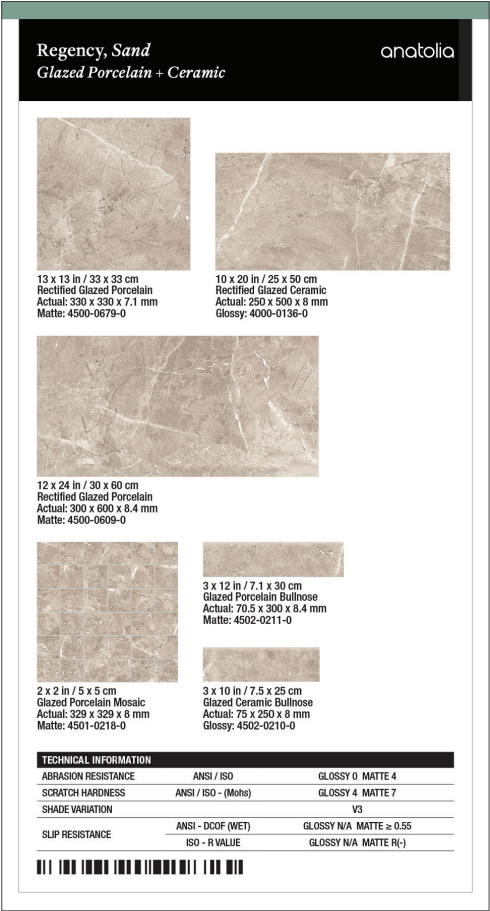 Regency, Sand
Glazed Porcelain + Ceramic
anatolia
13 x 13 in / 33 x 33 cm
Rectified Glazed Porcelain
Actual: 330 x 330 x 7.1 mm
Matte: 4500-0679-0
10 x 20 in / 25 x 50 cm
Rectified Glazed Ceramic
Actual: 250 x 500 x 8 mm
Glossy: 4000-0136-0
12 x 24 in / 30 x 60 cm
Rectified Glazed Porcelain
Actual: 300 x 600 x 8.4 mm
Matte: 4500-0609-0
3 x 12 in / 7.1 x 30 cm
Glazed Porcelain Bullnose
Actual: 70.5 x 300 x 8.4 mm
Matte: 4502-0211-0
2 x 2 in / 5 x 5 cm
Glazed Porcelain Mosaic
Actual: 329 x 329 x 8 mm
Matte: 4501-0218-0
3 x 10 in / 7.5 x 25 cm
Glazed Ceramic Bullnose
Actual: 75 x 250 x 8 mm
Glossy: 4502-0210-0
TECHNICAL INFORMATION
ABRASION RESISTANCE ANSI / ISO GLOSSY 0 MATTE 4
SCRATCH HARDNESS ANSI / ISO - (Mohs) GLOSSY 4 MATTE 7
SHADE VARIATION V3
SLIP RESISTANCE ANSI - DCOF (WET) GLOSSY N/A MATTE ≥ 0.55
ISO - R VALUE GLOSSY N/A MATTE R(-)